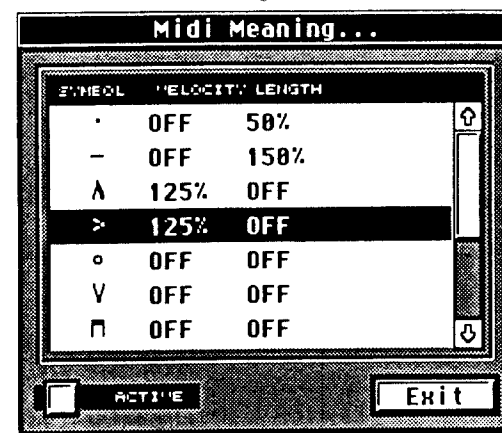 Midi Meaning...
SYMBOL VELOCITY LENGTH
· OFF 50%
– OFF 150%
Λ 125% OFF
> 125% OFF
o OFF OFF
V OFF OFF
⊓ OFF OFF
ACTIVE
Exit